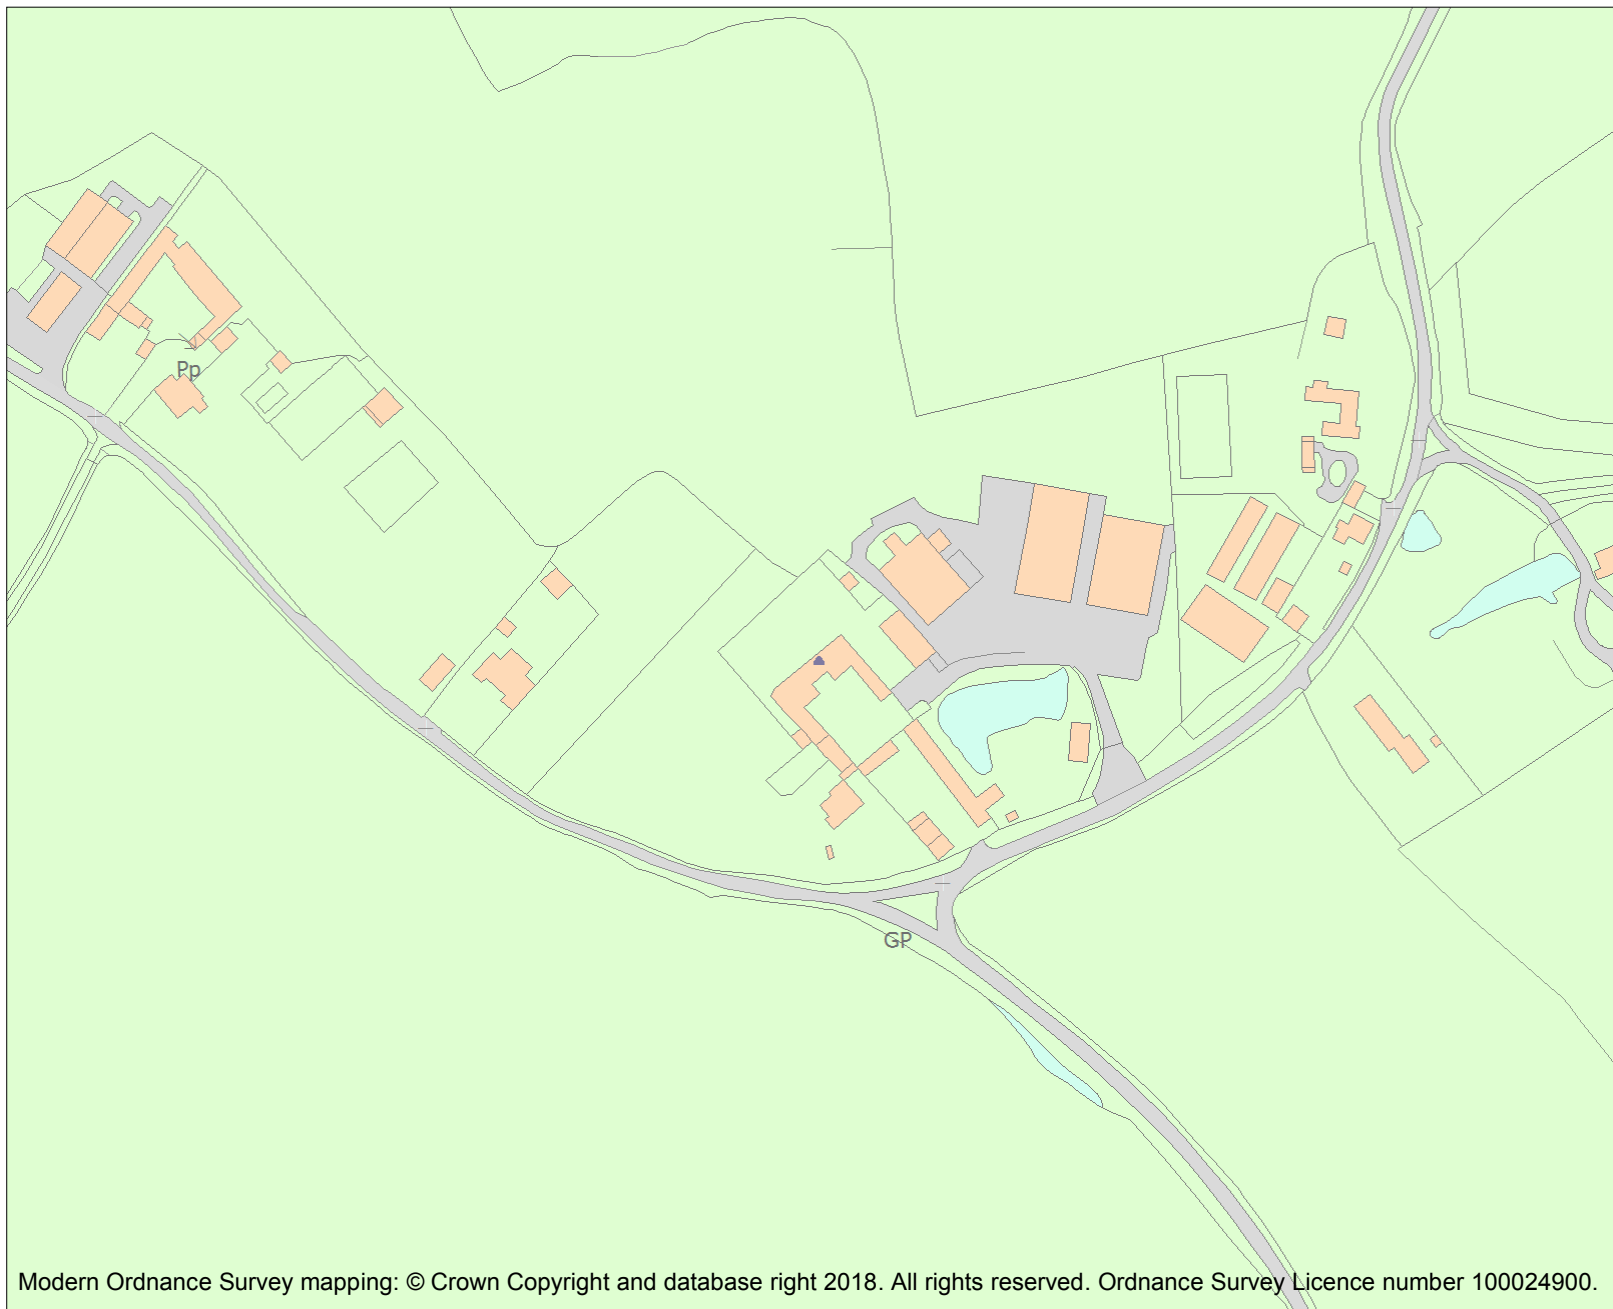 Pp
GP
Modern Ordnance Survey mapping: © Crown Copyright and database right 2018. All rights reserved. Ordnance Survey Licence number 100024900.